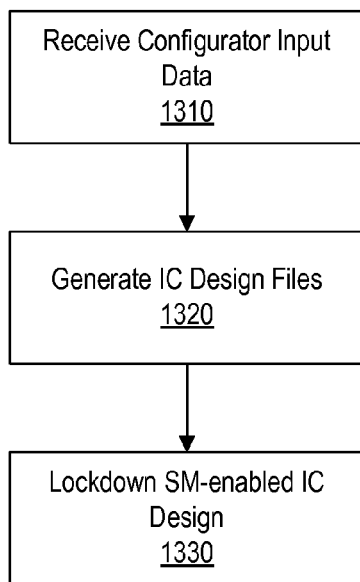 Receive Configurator Input
Data
1310
Generate IC Design Files
1320
Lockdown SM-enabled IC
Design
1330